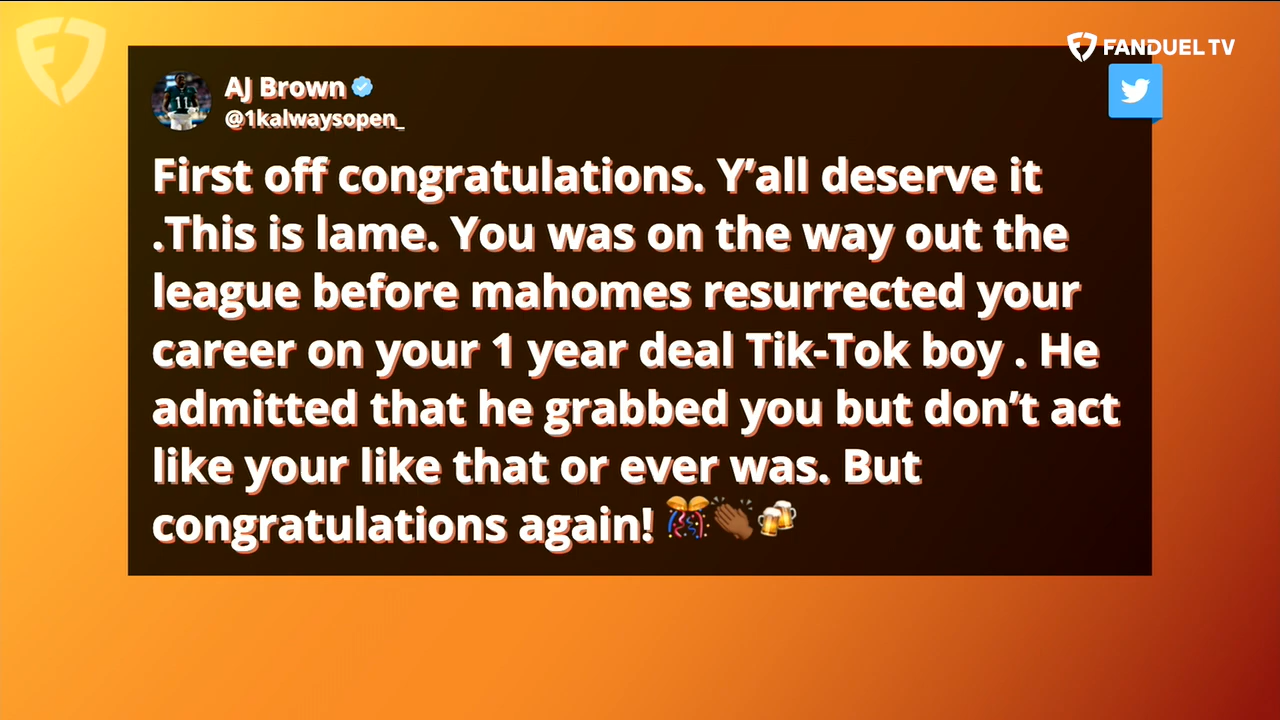 FANDUEL TV
AJ Brown
@1kalwaysopen_
11
First off congratulations. Y’all deserve it
.This is lame. You was on the way out the
league before mahomes resurrected your
career on your 1 year deal Tik-Tok boy . He
admitted that he grabbed you but don’t act
like your like that or ever was. But
congratulations again! 🎊👏🏾🍻